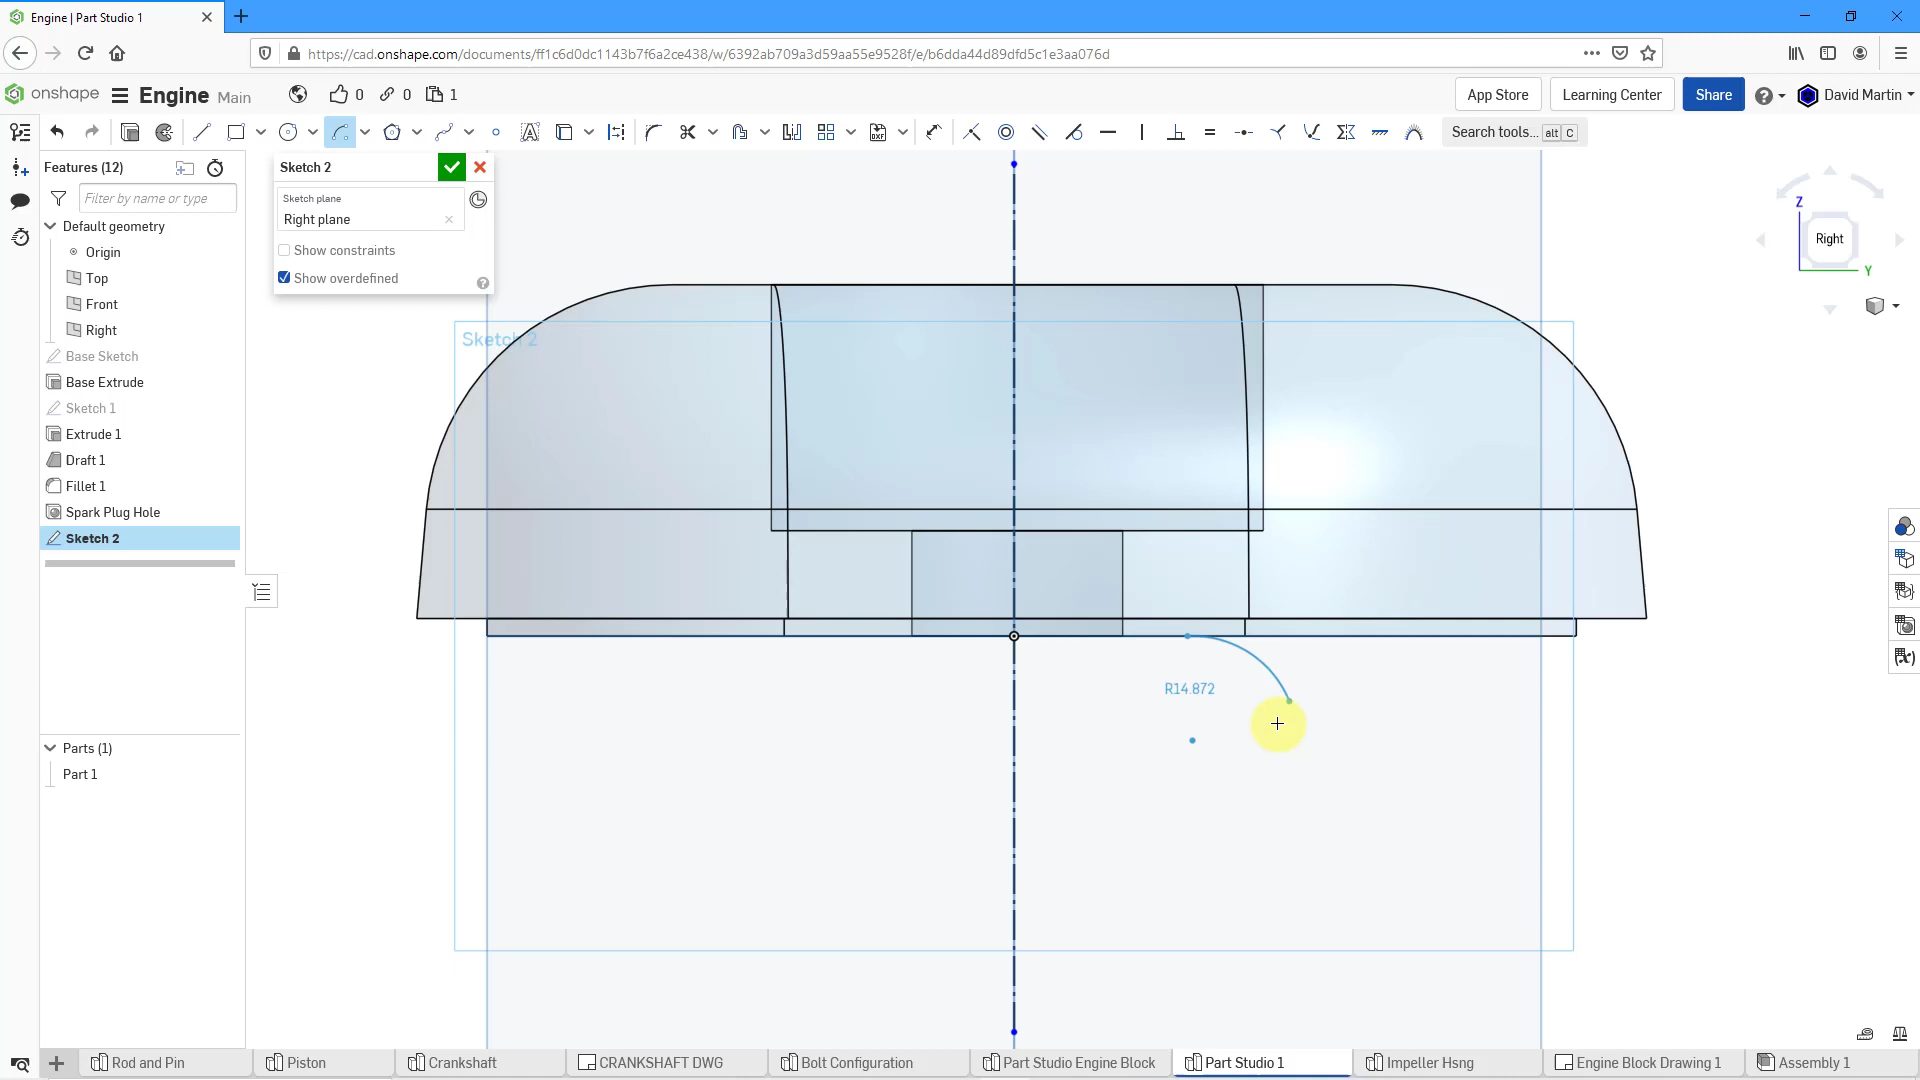 Engine | Part Studio 1
https://cad.onshape.com/documents/ff1c6d0dc1143b7f6a2ce438/w/6392ab709a3d59aa55e9528f/e/b6dda44d89dfd5c1e3aa076d
onshape
Engine Main
0
0
1
App Store
Learning Center
Share
David Martin
Search tools... alt C
Features (12)
Filter by name or type
Default geometry
Origin
Top
Front
Right
Base Sketch
Base Extrude
Sketch 1
Extrude 1
Draft 1
Fillet 1
Spark Plug Hole
Sketch 2
Parts (1)
Part 1
Sketch 2
Sketch plane
Right plane
Show constraints
Show overdefined
Sketch 2
R14.872
Z
Right
Y
Rod and Pin
Piston
Crankshaft
CRANKSHAFT DWG
Bolt Configuration
Part Studio Engine Block
Part Studio 1
Impeller Hsng
Engine Block Drawing 1
Assembly 1